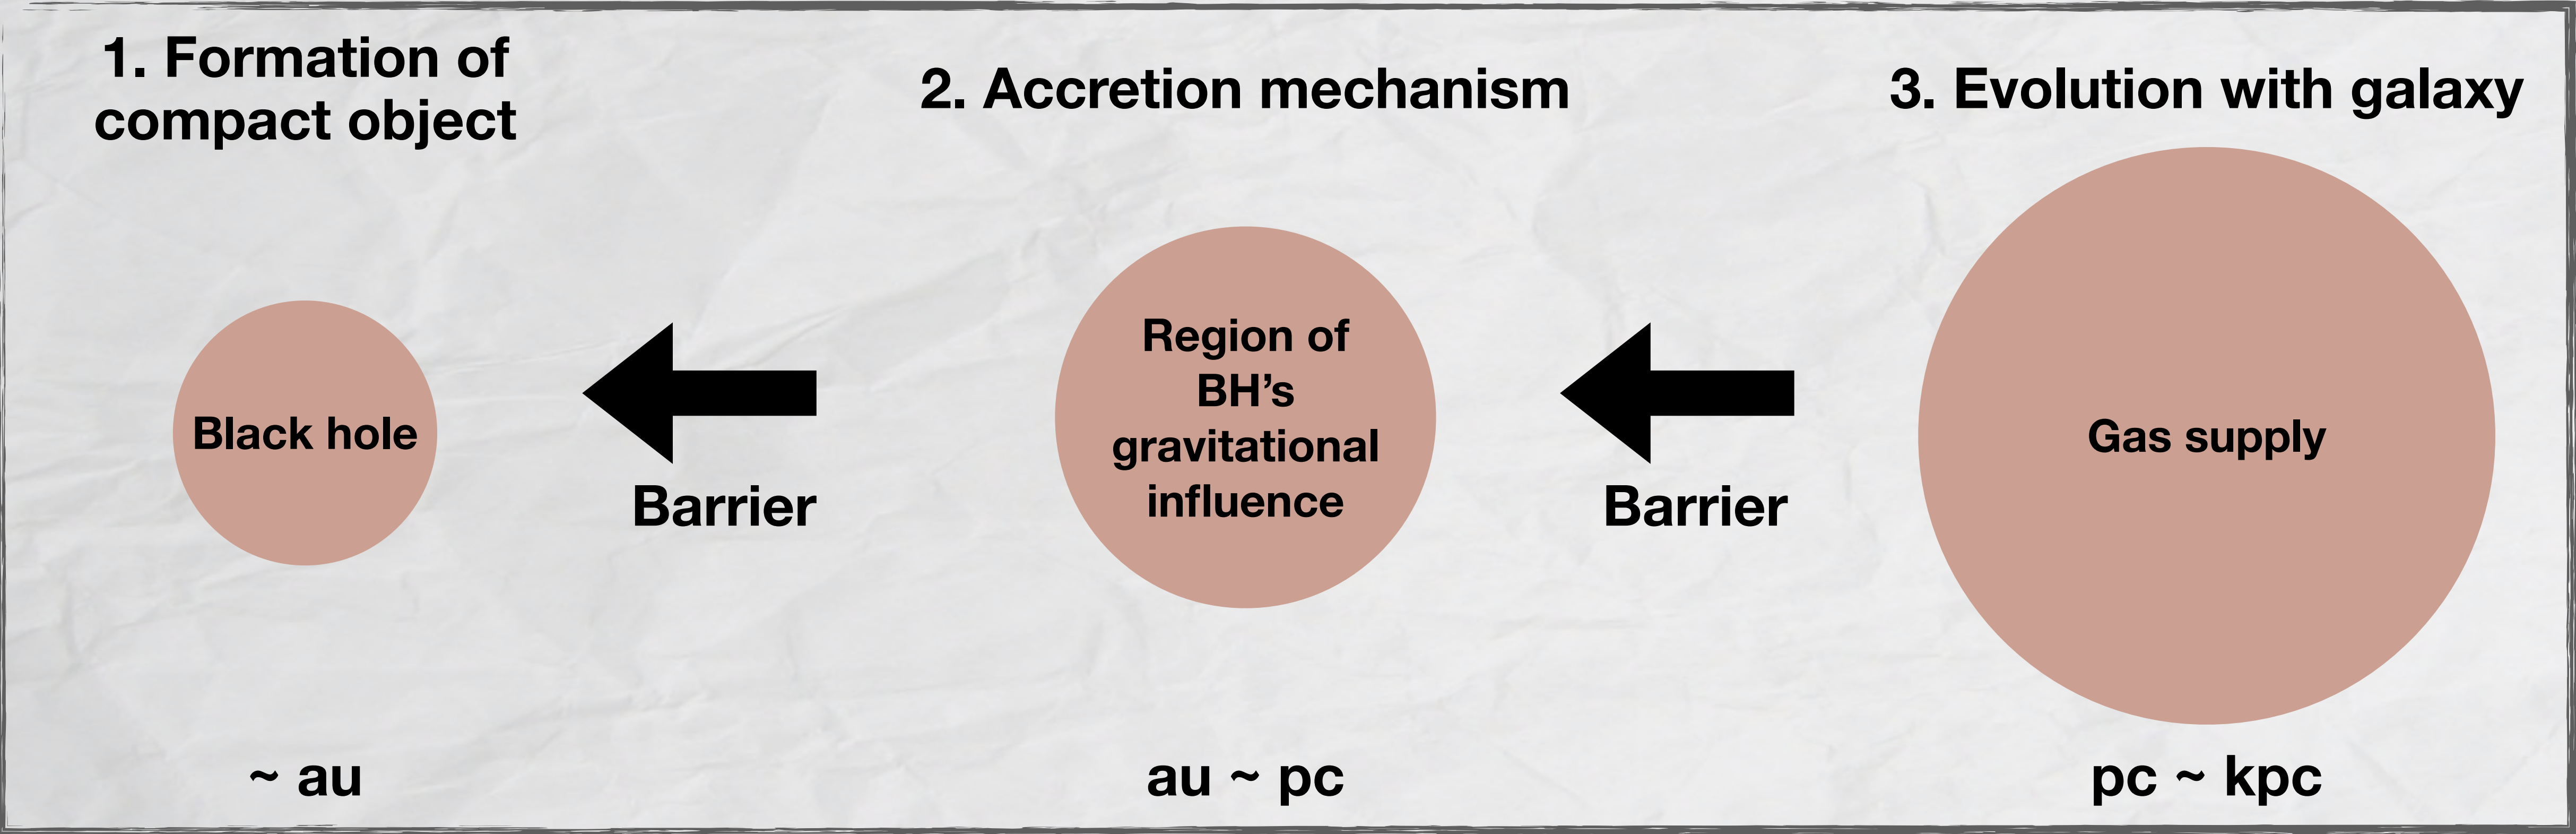 1. Formation of
compact object
2. Accretion mechanism
3. Evolution with galaxy
Black hole
Barrier
Region of
BH’s
gravitational
influence
Barrier
Gas supply
~ au
au ~ pc
pc ~ kpc